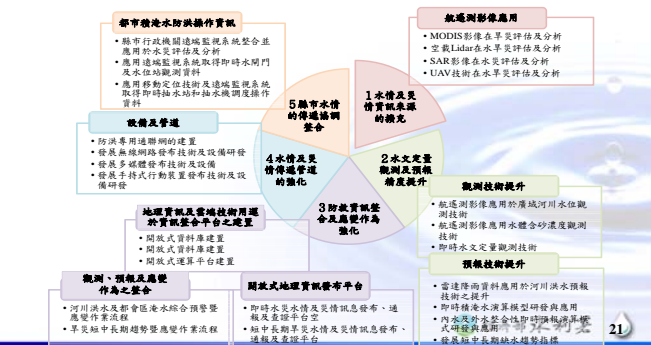 都市積淹水防洪操作資訊
• 縣市行政機關遠端監視系統整合並
應用於水災評估及分析
• 應用遠端監視系統取得即時水閘門
及水位站觀測資料
• 應用移動定位技術及遠端監視系統
取得即時抽水站和抽水機調度操作
資料
航遙測影像應用
• MODIS影像在旱災評估及分析
• 空載Lidar在水旱災評估及分析
• SAR影像在水災評估及分析
• UAV技術在水旱災評估及分析
設備及管道
• 防洪專用通聯網的建置
• 發展無線網路發布技術及設備研發
• 發展多媒體發布技術及設備
• 發展手持式行動裝置發布技術及設
備研發
5縣市水情
的傳遞協調
整合
1水情及災
情資訊來源
的擴充
4水情及災
情傳遞管道
的強化
2水文定量
觀測及預報
精度提升
3防救資訊整
合及應變作為
強化
觀測技術提升
• 航遙測影像應用於廣域河川水位觀
測技術
• 航遙測影像應用水體含砂濃度觀測
• 即時水文定量觀測技術
地理資訊及雲端技術用運
於資訊整合平台之建置
• 開放式資料庫建置
• 開放式資料庫建置
• 開放式運算平台建置
預報技術提升
• 雷達降雨資料應用於河川洪水預報
技術之提升
• 即時積淹水演算模型研發與應用
• 內水及外水整合性即時預報演算模
式研發與應用
• 發展短中長期缺水趨勢指標
觀測、預報及應變
作為之整合
• 河川洪水及都會區淹水綜合預警暨
應變作業流程
• 旱災短中長期趨勢暨應變作業流程
開放式地理資訊發布平台
• 即時水災水情及災情訊息發布、通
報及查證平台空
• 短中長期旱災水情及災情訊息發布、
通報及查證平台
水利署
21